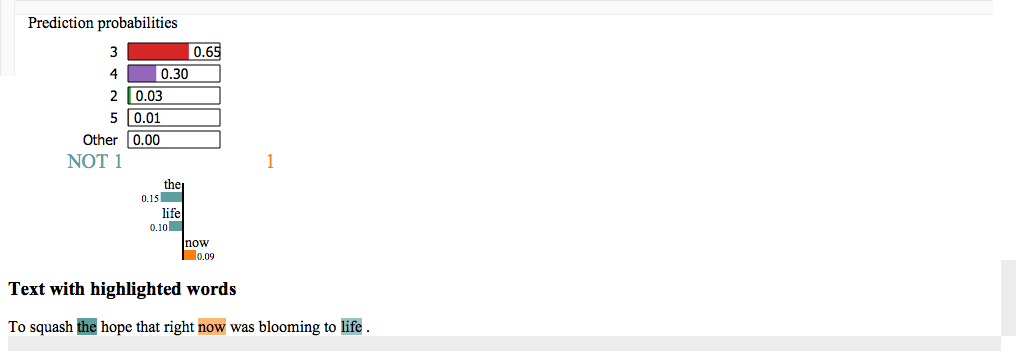 Prediction probabilities
3 0.65
4 0.30
2 0.03
5 0.01
Other 0.00
NOT 1 1
the
0.15
life
0.10
now
0.09
Text with highlighted words
To squash the hope that right now was blooming to life .